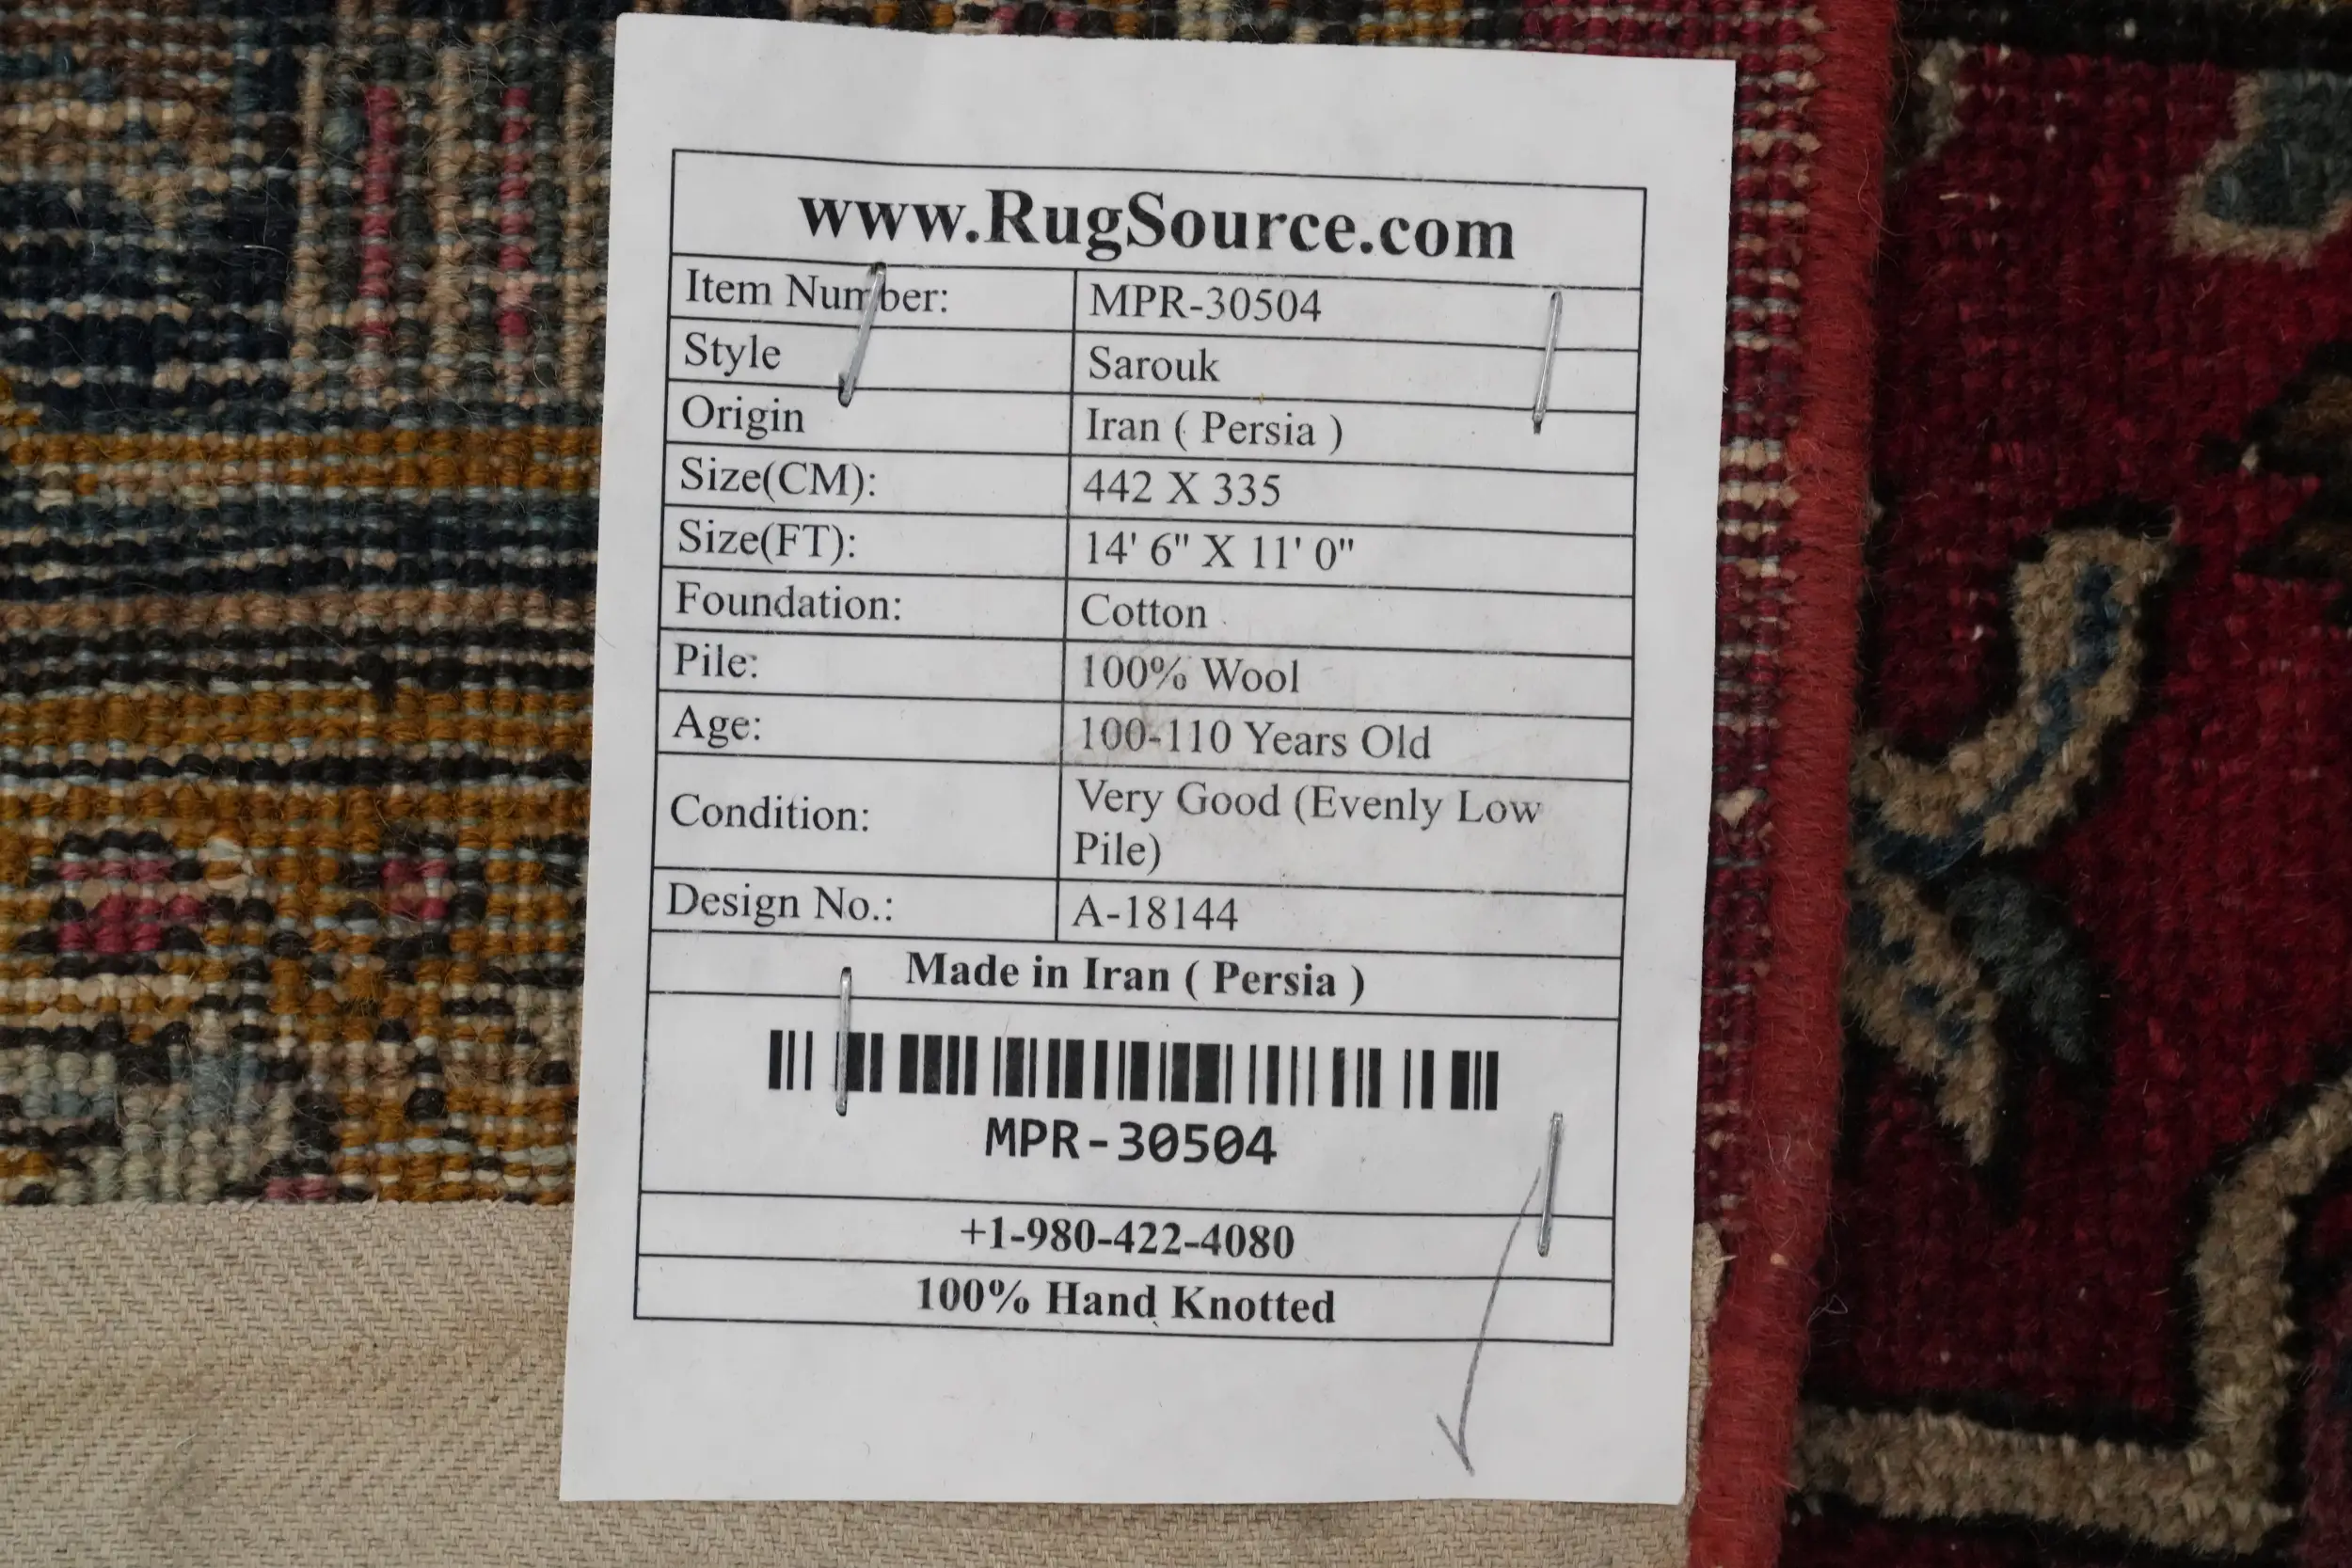 www.RugSource.com
Item Number: MPR-30504
Style Sarouk
Origin Iran ( Persia )
Size(CM): 442 X 335
Size(FT): 14' 6" X 11' 0"
Foundation: Cotton
Pile: 100% Wool
Age: 100-110 Years Old
Condition: Very Good (Evenly Low
Pile)
Design No.: A-18144
Made in Iran ( Persia )
MPR-30504
+1-980-422-4080
100% Hand Knotted